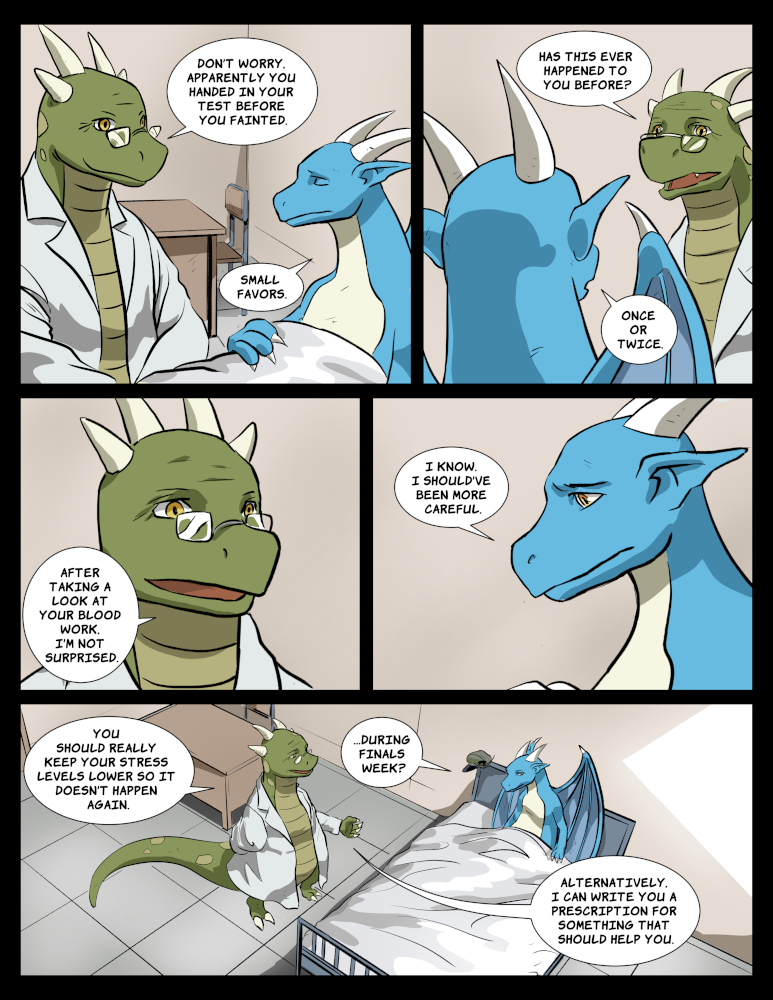 DON'T WORRY.
APPARENTLY YOU
HANDED IN YOUR
TEST BEFORE
YOU FAINTED.
SMALL
FAVORS.
HAS THIS EVER
HAPPENED TO
YOU BEFORE?
ONCE
OR
TWICE.
AFTER
TAKING A
LOOK AT
YOUR BLOOD
WORK.
I'M NOT
SURPRISED.
I KNOW.
I SHOULD'VE
BEEN MORE
CAREFUL.
YOU
SHOULD REALLY
KEEP YOUR STRESS
LEVELS LOWER SO IT
DOESN'T HAPPEN
AGAIN.
...DURING
FINALS
WEEK?
ALTERNATIVELY.
I CAN WRITE YOU A
PRESCRIPTION FOR
SOMETHING THAT
SHOULD HELP YOU.